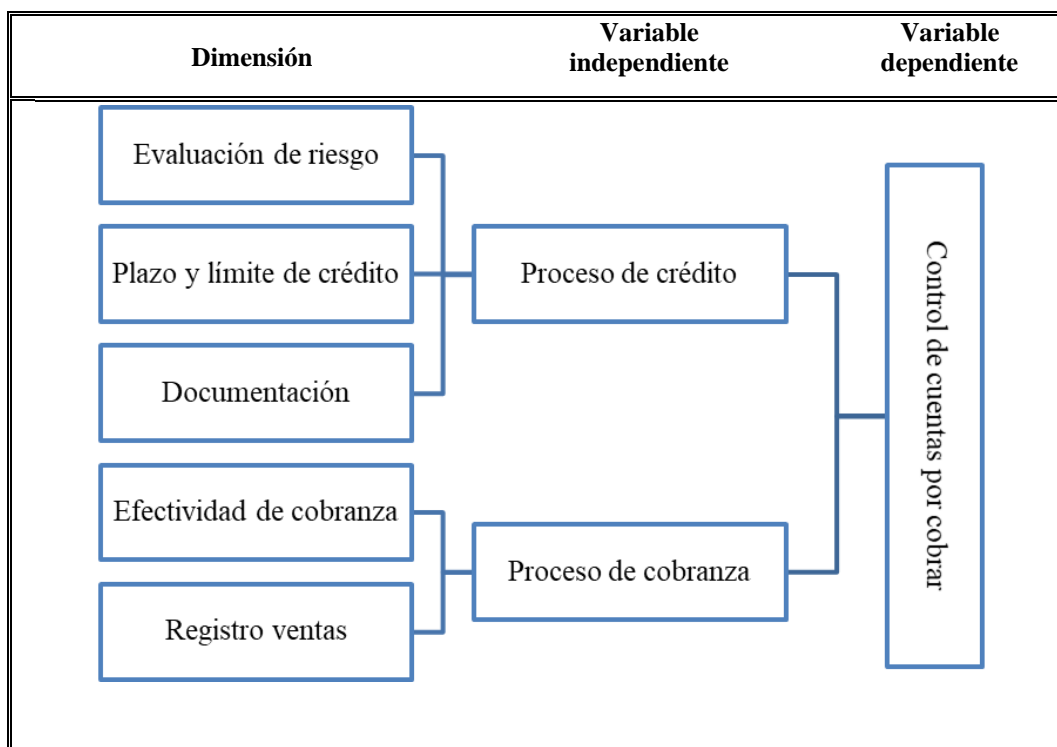 Dimensión
Variable
independiente
Variable
dependiente
Evaluación de riesgo
Plazo y límite de crédito
Documentación
Efectividad de cobranza
Registro ventas
Proceso de crédito
Proceso de cobranza
Control de cuentas por cobrar